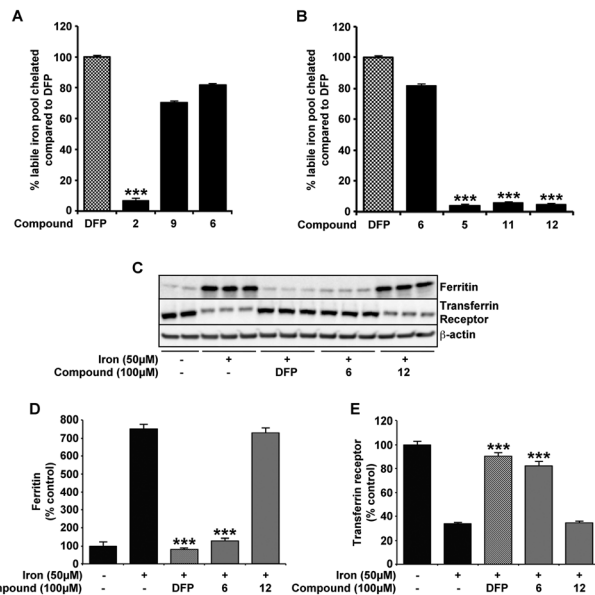 A
% labile iron pool chelated
compared to DFP
120
100
80
60
40
20
0
***
Compound DFP 2 9 6
B
% labile iron pool chelated
compared to DFP
120
100
80
60
40
20
0
*** *** ***
Compound DFP 6 5 11 12
C
Ferritin
Transferrin
Receptor
β-actin
Iron (50μM) - + + + +
Compound (100μM) - - DFP 6 12
D
Ferritin
(% control)
800
700
600
500
400
300
200
100
0
*** ***
Iron (50μM) - + + + +
ompound (100μM) - - DFP 6 12
E
Transferrin receptor
(% control)
120
100
80
60
40
20
0
*** ***
Iron (50μM) - + + + +
Compound (100μM) - - DFP 6 12